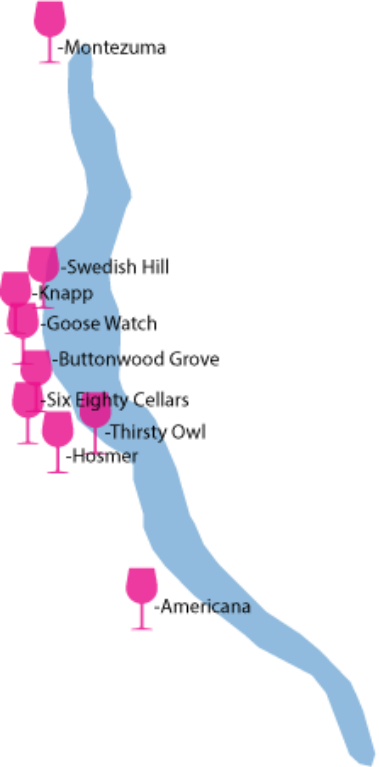 -Montezuma
-Swedish Hill
-Knapp
-Goose Watch
-Buttonwood Grove
-Six Eighty Cellars
-Thirsty Owl
-Hosmer
-Americana